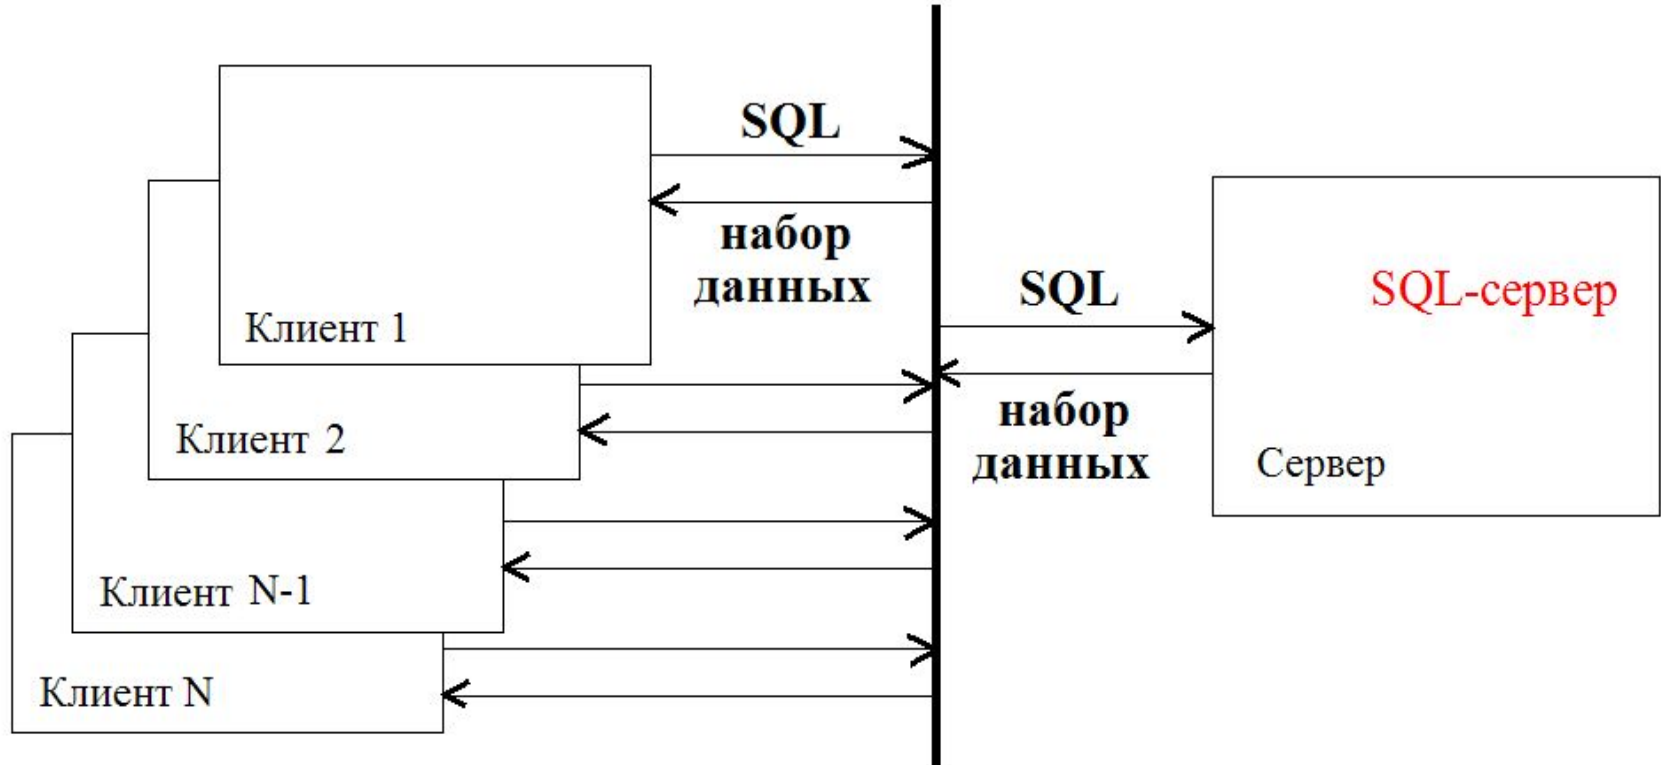 SQL
набор
данных
Клиент 1
SQL
SQL-сервер
набор
данных
Клиент 2
Сервер
Клиент N-1
Клиент N